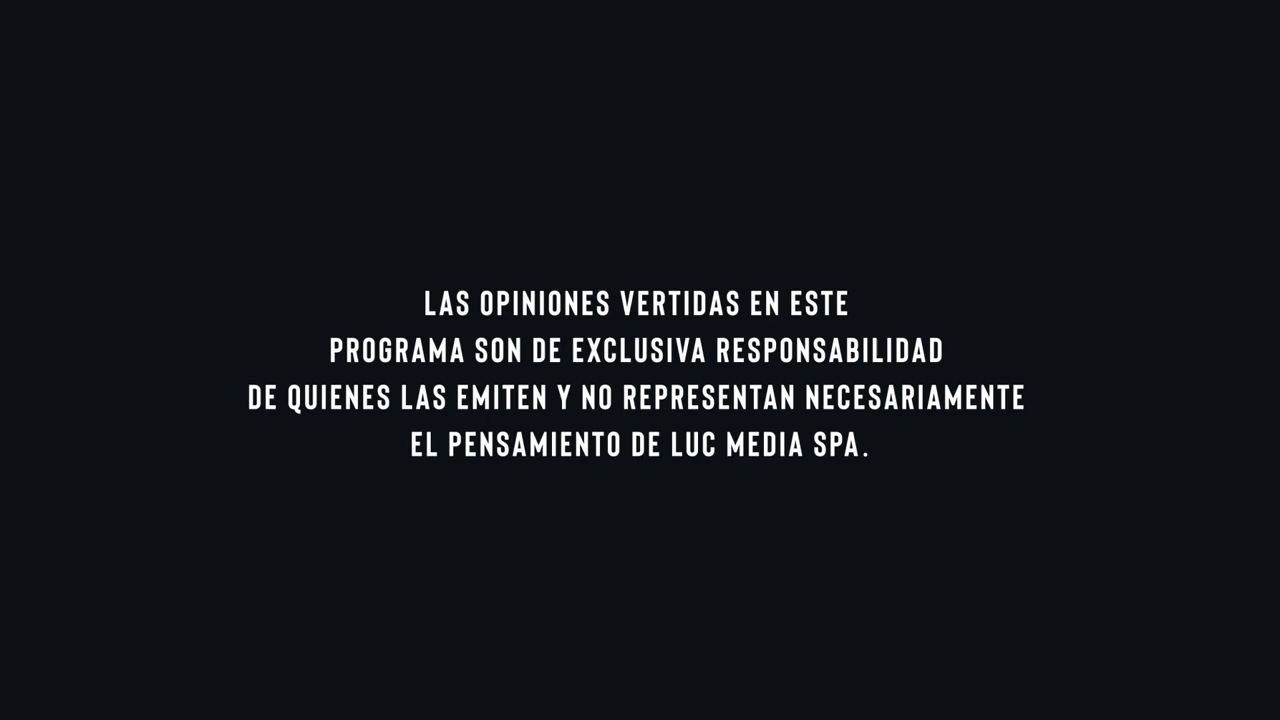 LAS OPINIONES VERTIDAS EN ESTE
PROGRAMA SON DE EXCLUSIVA RESPONSABILIDAD
DE QUIENES LAS EMITEN Y NO REPRESENTAN NECESARIAMENTE
EL PENSAMIENTO DE LUC MEDIA SPA.